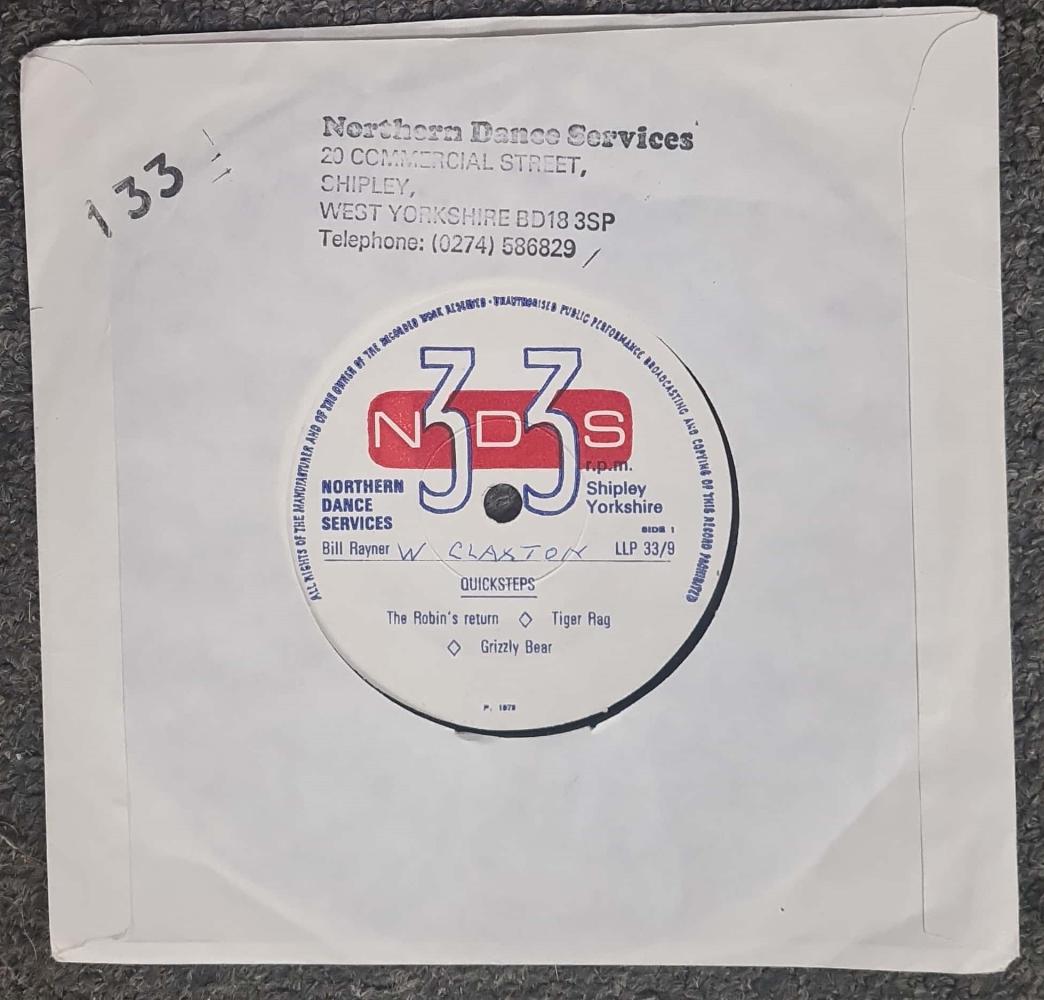 133
Northern Dance Services
20 COMMERCIAL STREET,
SHIPLEY,
WEST YORKSHIRE BD18 3SP
Telephone: (0274) 586829
ALL RIGHTS OF THE MANUFACTURER AND OF THE OWNER OF THE RECORDED WORK RESERVED · UNAUTHORISED PUBLIC PERFORMANCE BROADCASTING AND COPYING OF THIS RECORD PROHIBITED
33
NDS
r.p.m.
NORTHERN
DANCE
SERVICES
Shipley
Yorkshire
SIDE 1
Bill Rayner W CLAXTON LLP 33/9
QUICKSTEPS
The Robin's return ◇ Tiger Rag
◇ Grizzly Bear
P.